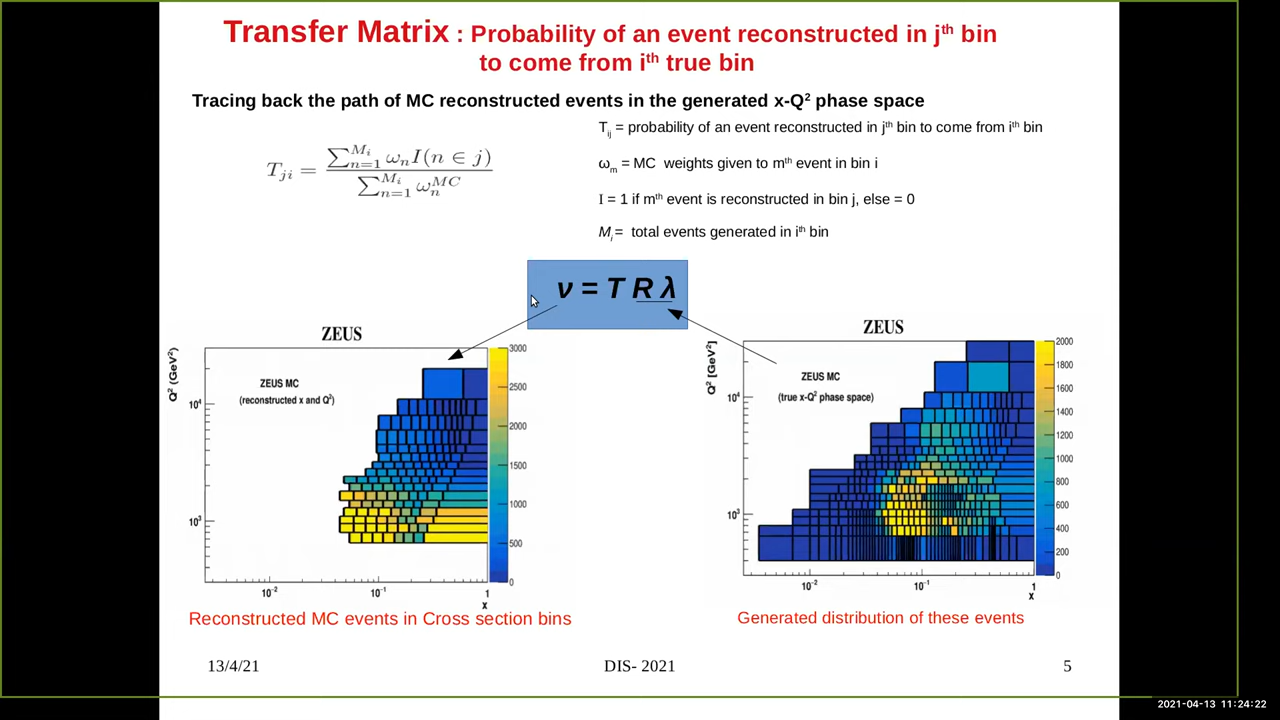 Transfer Matrix : Probability of an event reconstructed in jth bin
to come from ith true bin
Tracing back the path of MC reconstructed events in the generated x-Q2 phase space
Tij = probability of an event reconstructed in jth bin to come from ith bin
Tji = ∑n=1Mi ωn I(n ∈ j) / ∑n=1Mi ωnMC
ωm = MC weights given to mth event in bin i
I = 1 if mth event is reconstructed in bin j, else = 0
Mi = total events generated in ith bin
ν = T R λ
ZEUS
Q2 (GeV2)
ZEUS MC
(reconstructed x and Q2)
104
103
10-2
10-1
1
x
3000
2500
2000
1500
1000
500
0
Reconstructed MC events in Cross section bins
ZEUS
Q2 [GeV2]
ZEUS MC
(true x-Q2 phase space)
104
103
10-2
10-1
1
x
2000
1800
1600
1400
1200
1000
800
600
400
200
0
Generated distribution of these events
13/4/21
DIS- 2021
5
2021-04-13 11:24:22